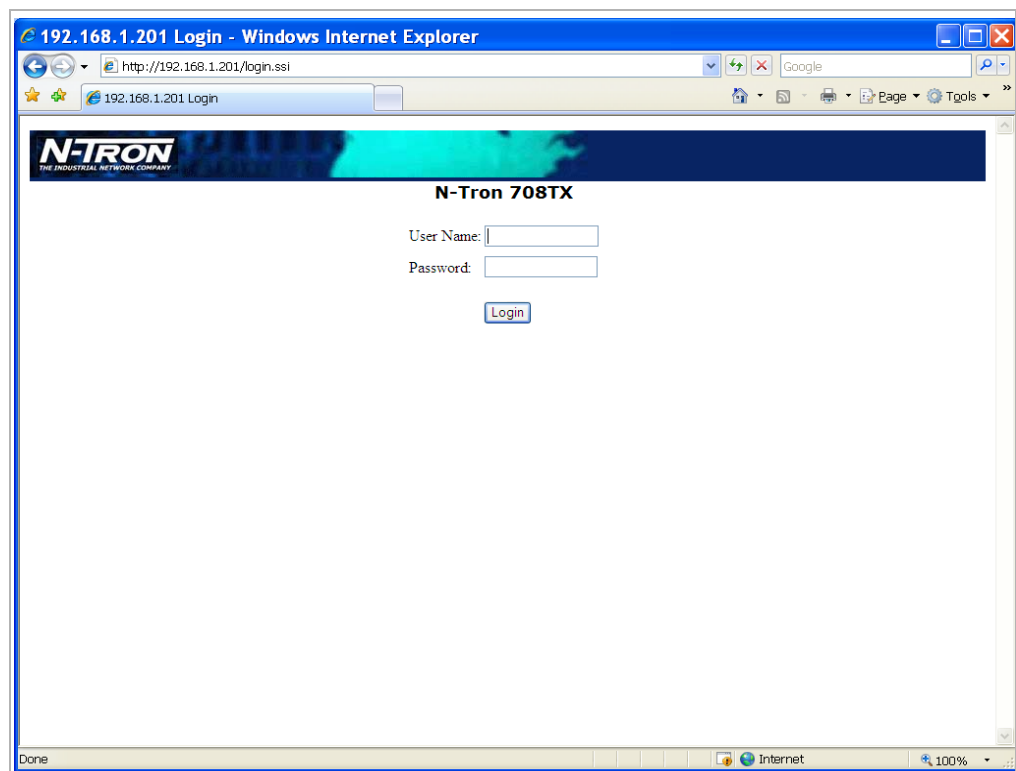 192.168.1.201 Login - Windows Internet Explorer
http://192.168.1.201/login.ssi
Google
192.168.1.201 Login
Page
Tools
»
N-TRON
THE INDUSTRIAL NETWORK COMPANY
N-Tron 708TX
User Name:
Password:
Login
Done
Internet
100%